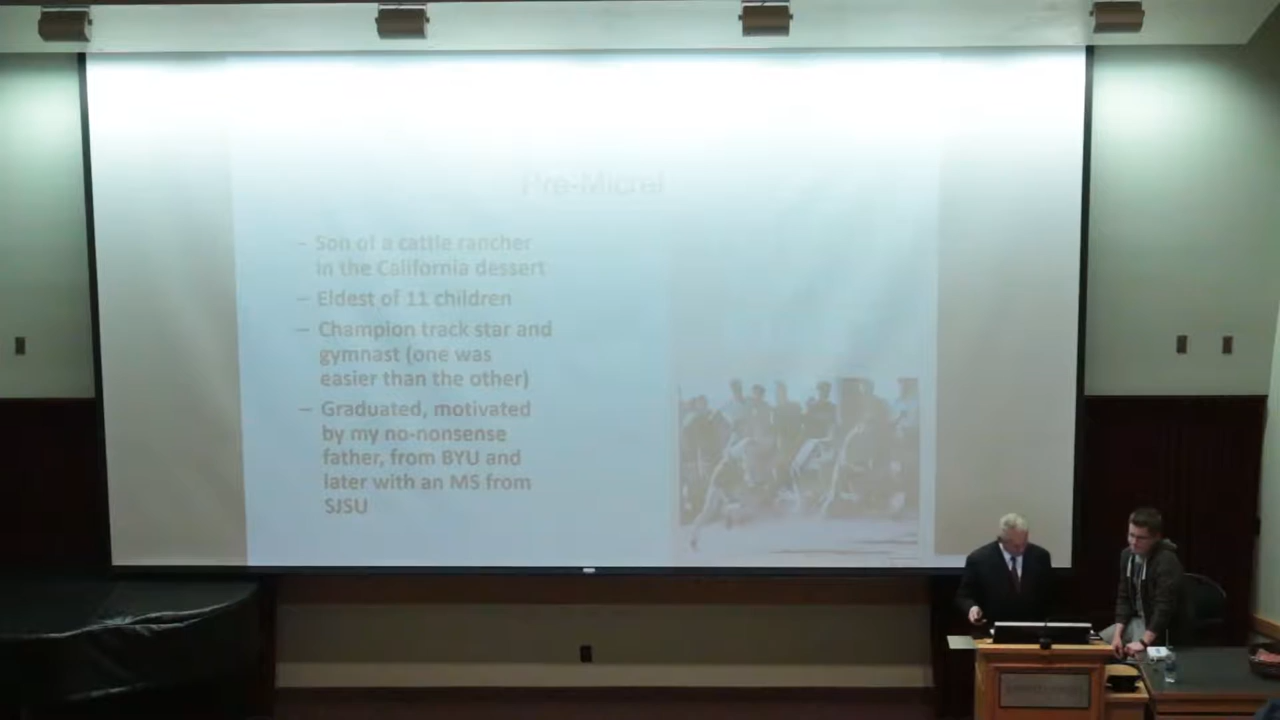 Pre-Micrel
– Son of a cattle rancher
in the California dessert
– Eldest of 11 children
– Champion track star and
gymnast (one was
easier than the other)
– Graduated, motivated
by my no-nonsense
father, from BYU and
later with an MS from
SJSU